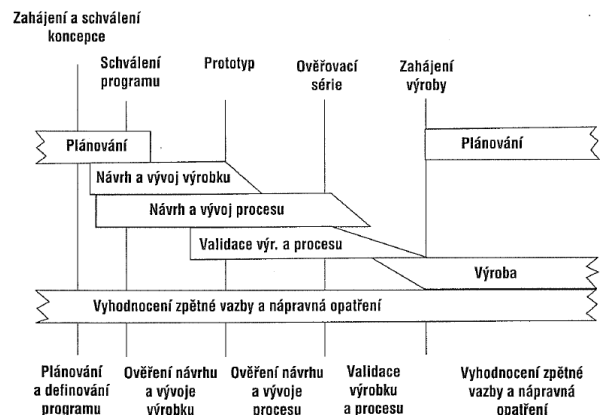 Zahájení a schválení
koncepce
Schválení
programu
Prototyp
Ověřovací
série
Zahájení
výroby
Plánování
Plánování
Návrh a vývoj výrobku
Návrh a vývoj procesu
Validace výr. a procesu
Výroba
Vyhodnocení zpětné vazby a nápravná opatření
Plánování
a definování
programu
Ověření návrhu
a vývoje
výrobku
Ověření návrhu
a vývoje
procesu
Validace
výrobku
a procesu
Vyhodnocení zpětné
vazby a nápravná
opatření